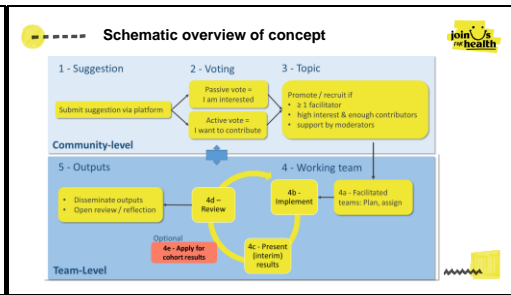 Schematic overview of concept
join Us
FOR health
1 - Suggestion
2 - Voting
3 - Topic
Submit suggestion via platform
Passive vote =
I am interested
Active vote =
I want to contribute
Promote / recruit if
• ≥ 1 facilitator
• high interest & enough contributors
• support by moderators
Community-level
5 - Outputs
4 - Working team
• Disseminate outputs
• Open review / reflection
4d –
Review
4b -
Implement
4a - Facilitated
teams: Plan, assign
Optional
4e - Apply for
cohort results
4c - Present
(interim)
results
Team-Level